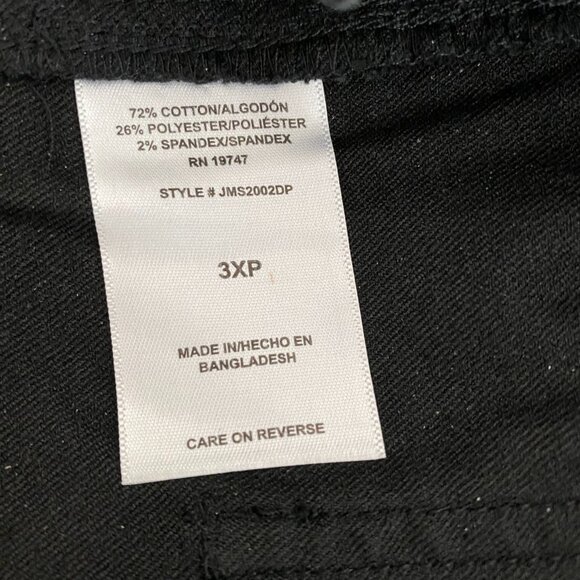 72% COTTON/ALGODÓN
26% POLYESTER/POLIÉSTER
2% SPANDEX/SPANDEX
RN 19747
STYLE # JMS2002DP
3XP
MADE IN/HECHO EN
BANGLADESH
CARE ON REVERSE